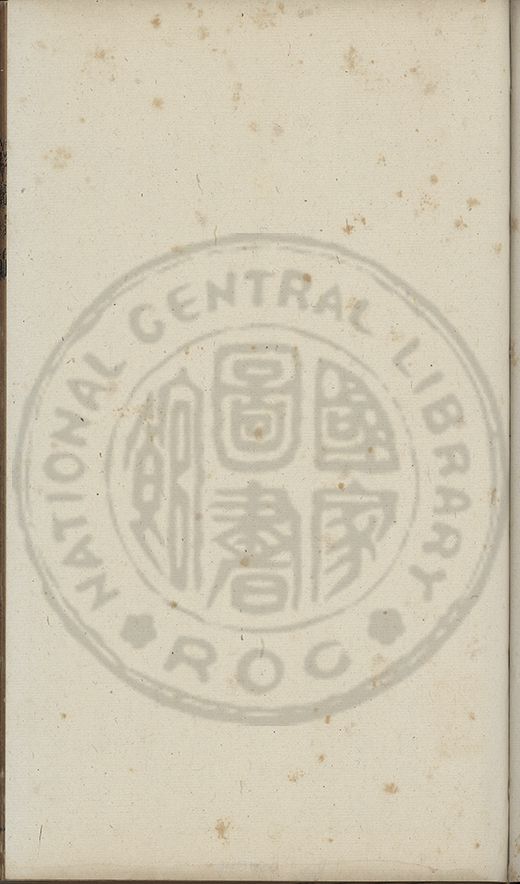 NATIONAL CENTRAL LIBRARY
國家
圖書
館
ROC